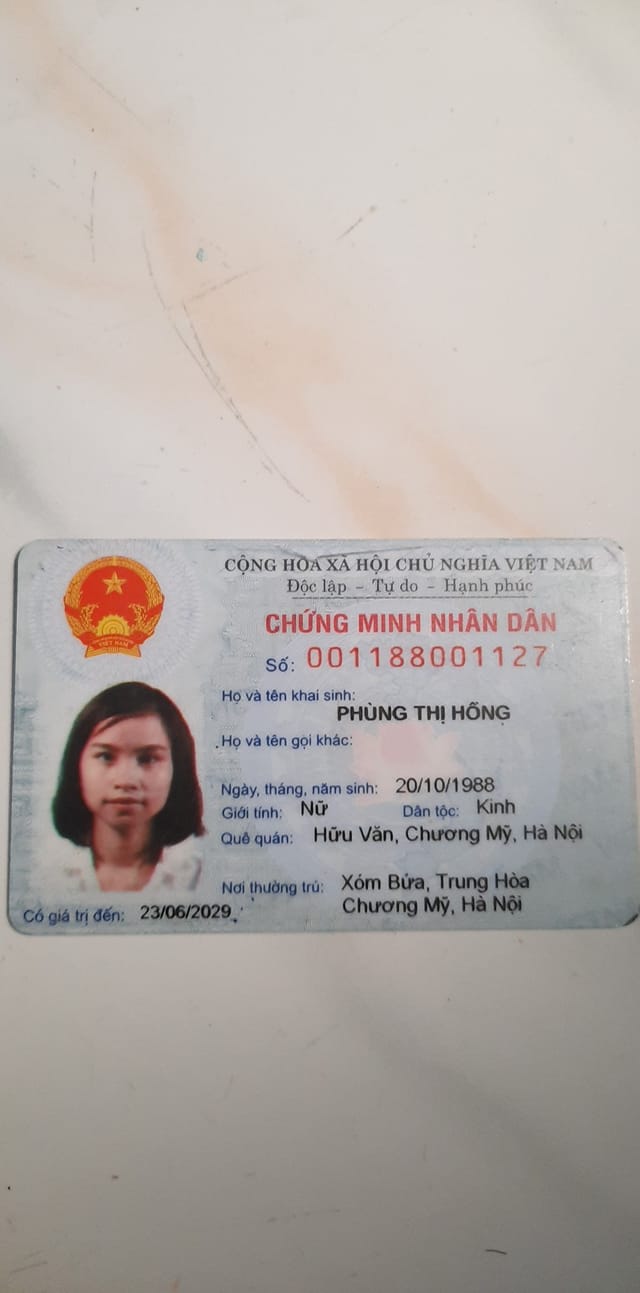 CỘNG HÒA XÃ HỘI CHỦ NGHĨA VIỆT NAM
Độc lập - Tự do - Hạnh phúc
CHỨNG MINH NHÂN DÂN
Số: 001188001127
Họ và tên khai sinh:
PHÙNG THỊ HỒNG
Họ và tên gọi khác:
Ngày, tháng, năm sinh: 20/10/1988
Giới tính: Nữ Dân tộc: Kinh
Quê quán: Hữu Văn, Chương Mỹ, Hà Nội
Nơi thường trú: Xóm Bửa, Trung Hòa
Chương Mỹ, Hà Nội
Có giá trị đến: 23/06/2029
VIỆT NAM